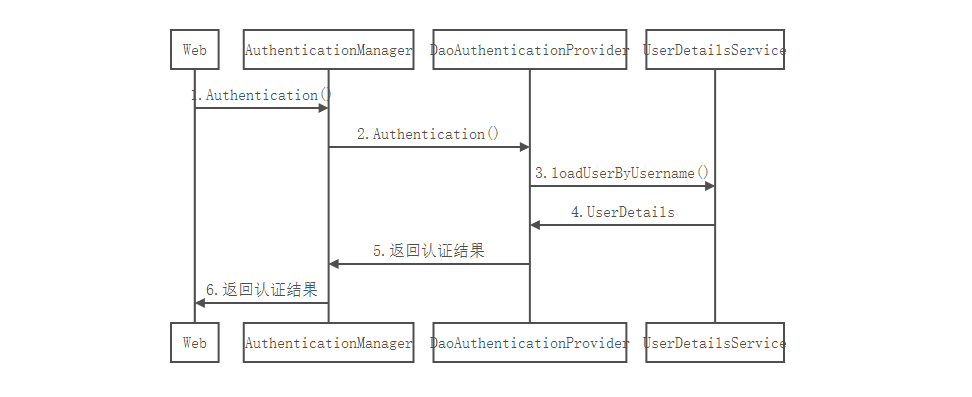 Web
AuthenticationManager
DaoAuthenticationProvider
UserDetailsService
1.Authentication()
2.Authentication()
3.loadUserByUsername()
4.UserDetails
5.返回认证结果
6.返回认证结果
Web
AuthenticationManager
DaoAuthenticationProvider
UserDetailsService